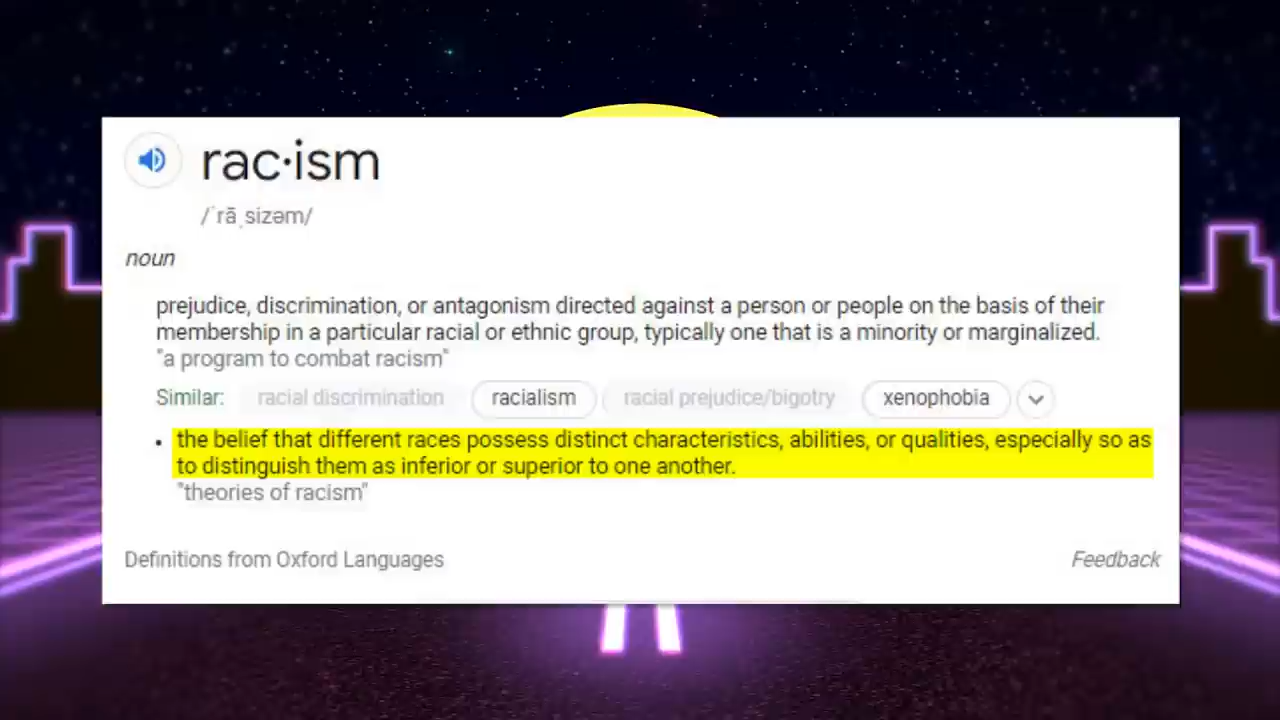 rac·ism
/ˈrāˌsizəm/
noun
prejudice, discrimination, or antagonism directed against a person or people on the basis of their
membership in a particular racial or ethnic group, typically one that is a minority or marginalized.
"a program to combat racism"
Similar: racial discrimination racialism racial prejudice/bigotry xenophobia
• the belief that different races possess distinct characteristics, abilities, or qualities, especially so as
to distinguish them as inferior or superior to one another.
"theories of racism"
Definitions from Oxford Languages Feedback